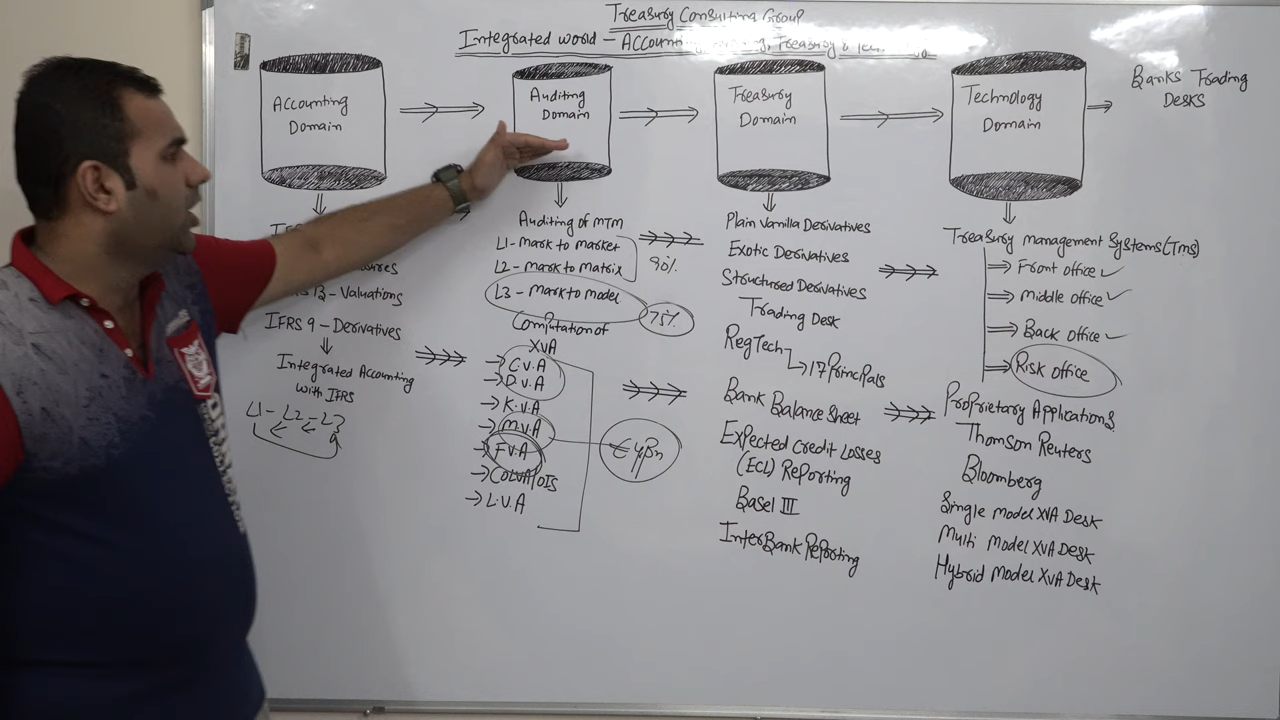 Treasury Consulting Group
Integrated world - Accounting, Treasury &
Accounting
Domain
Auditing
Domain
Treasury
Domain
Technology
Domain
Banks Trading
Desks
13 - Valuations
IFRS 9 - Derivatives
Integrated Accounting
with IFRS
L1 - L2 - L3
Auditing of MTM
L1 - Mark to market
L2 - Mark to Matrix
90%
L3 - Mark to model
75%
Computation of
XVA
C.V.A
D.V.A
K.V.A
M.V.A
F.V.A
COLVA/OIS
L.V.A
€4Bn
Plain Vanilla Derivatives
Exotic Derivatives
Structured Derivatives
Trading Desk
RegTech
17 Principals
Bank
Balance Sheet
Expected Credit Losses
(ECL) Reporting
Basel III
InterBank Reporting
Treasury management Systems (Tms)
Front office ✓
Middle office ✓
Back office ✓
Risk office
Proprietary Applications
Thomson Reuters
Bloomberg
Single Model XVA Desk
Multi Model XVA Desk
Hybrid Model XVA Desk